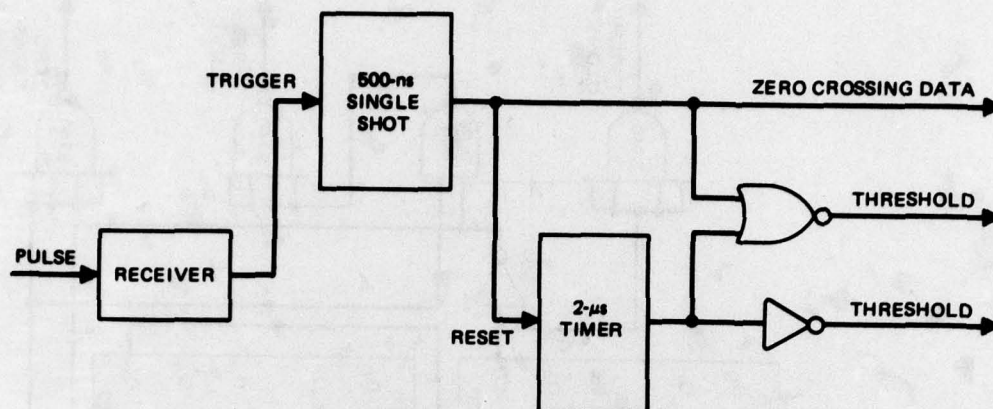 TRIGGER
500-ns
SINGLE
SHOT
ZERO CROSSING DATA
THRESHOLD
PULSE
RECEIVER
2-μs
TIMER
RESET
THRESHOLD